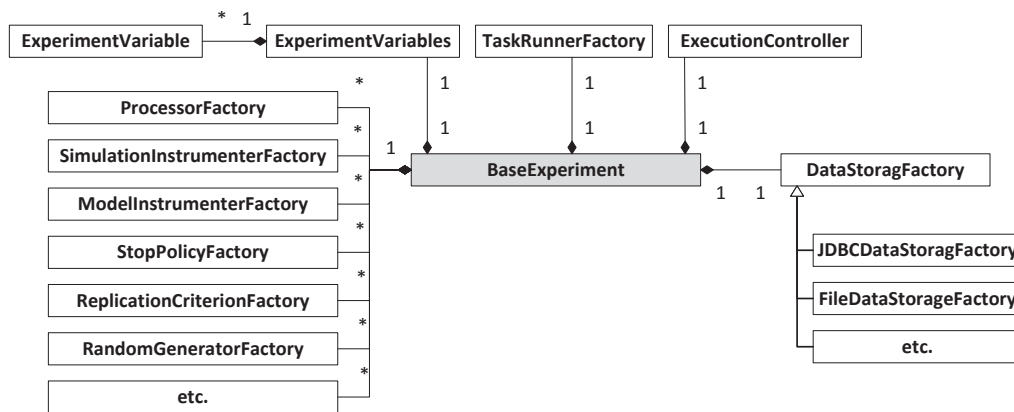 * 1
ExperimentVariable
ExperimentVariables
TaskRunnerFactory
ExecutionController
*
ProcessorFactory
1
1
1
*
SimulationInstrumenterFactory
1
1
1
1
BaseExperiment
DataStoragFactory
*
ModelInstrumenterFactory
1
1
*
StopPolicyFactory
JDBCDataStoragFactory
*
ReplicationCriterionFactory
FileDataStorageFactory
*
RandomGeneratorFactory
etc.
*
etc.